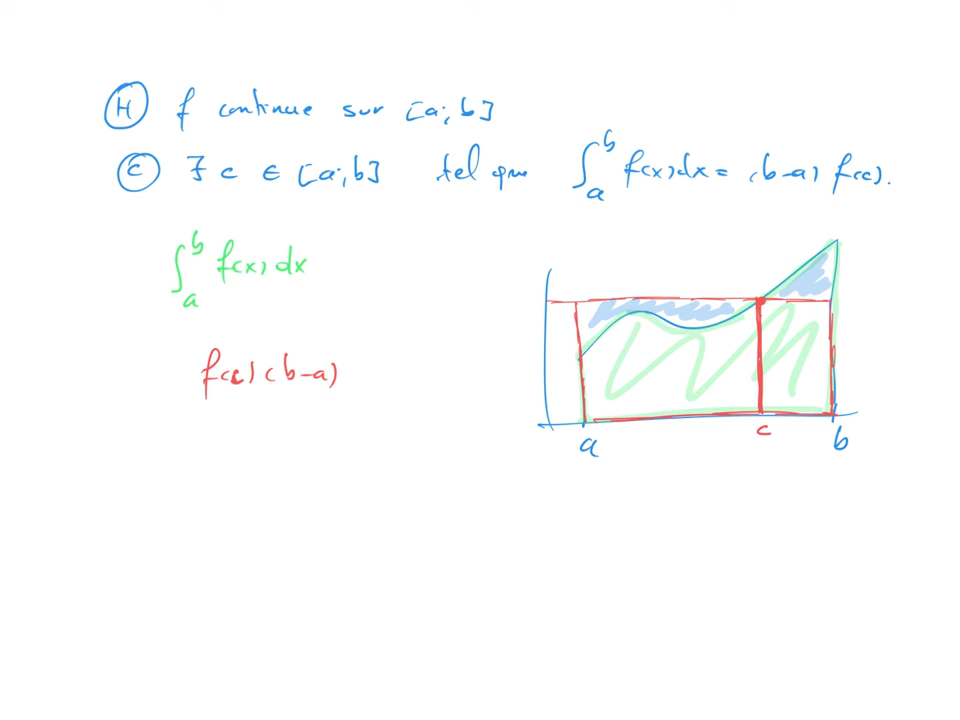 (H) f continue sur [a;b]
(C) ∃ c ∈ [a;b] tel que ∫_a^b f(x)dx = (b-a) f(c).
∫_a^b f(x) dx
f(c)(b-a)
a c b